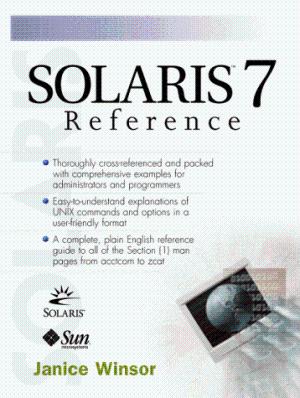 SOLARIS™ 7
Reference
Thoroughly cross-referenced and packed
with comprehensive examples for
administrators and programmers
Easy-to-understand explanations of
UNIX commands and options in a
user-friendly format
A complete, plain English reference
guide to all of the Section (1) man
pages from acctcom to zcat
SOLARIS
SOLARIS
Sun
microsystems
Janice Winsor